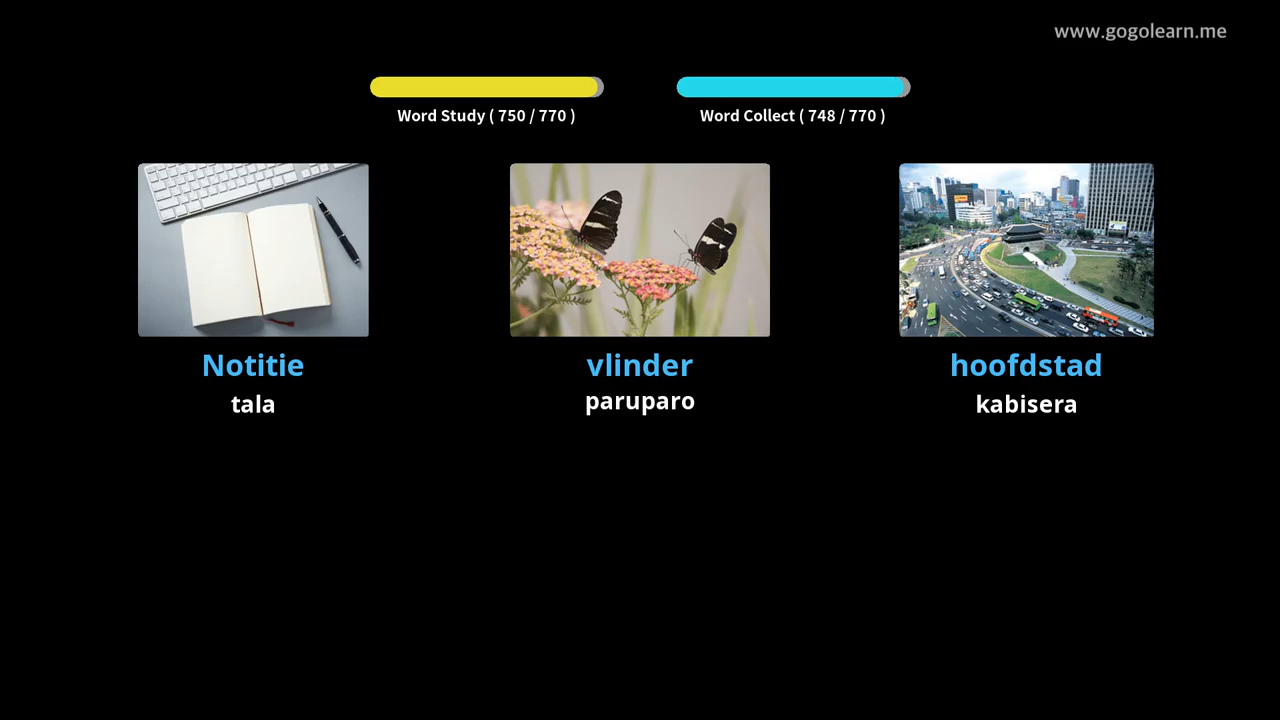 www.gogolearn.me
Word Study ( 750 / 770 )
Word Collect ( 748 / 770 )
Notitie
tala
vlinder
paruparo
hoofdstad
kabisera